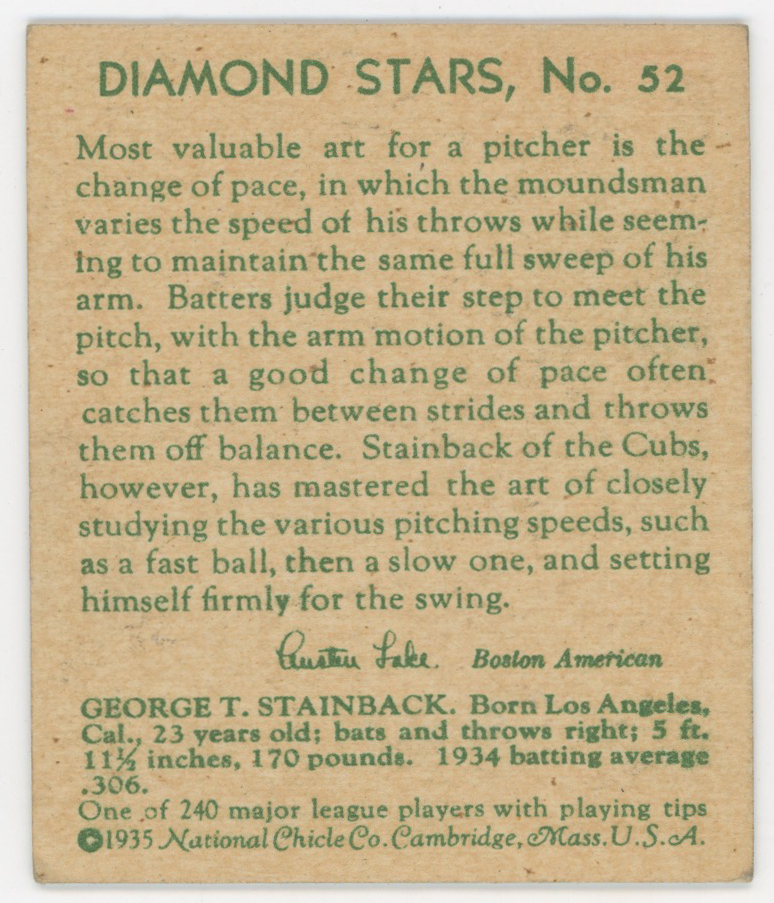 DIAMOND STARS, No. 52
Most valuable art for a pitcher is the
change of pace, in which the moundsman
varies the speed of his throws while seem-
ing to maintain the same full sweep of his
arm. Batters judge their step to meet the
pitch, with the arm motion of the pitcher,
so that a good change of pace often
catches them between strides and throws
them off balance. Stainback of the Cubs,
however, has mastered the art of closely
studying the various pitching speeds, such
as a fast ball, then a slow one, and setting
himself firmly for the swing.
Austen Lake. Boston American
GEORGE T. STAINBACK. Born Los Angeles,
Cal., 23 years old; bats and throws right; 5 ft.
11½ inches, 170 pounds. 1934 batting average
.306.
One of 240 major league players with playing tips
©1935 National Chicle Co. Cambridge, Mass. U.S.A.